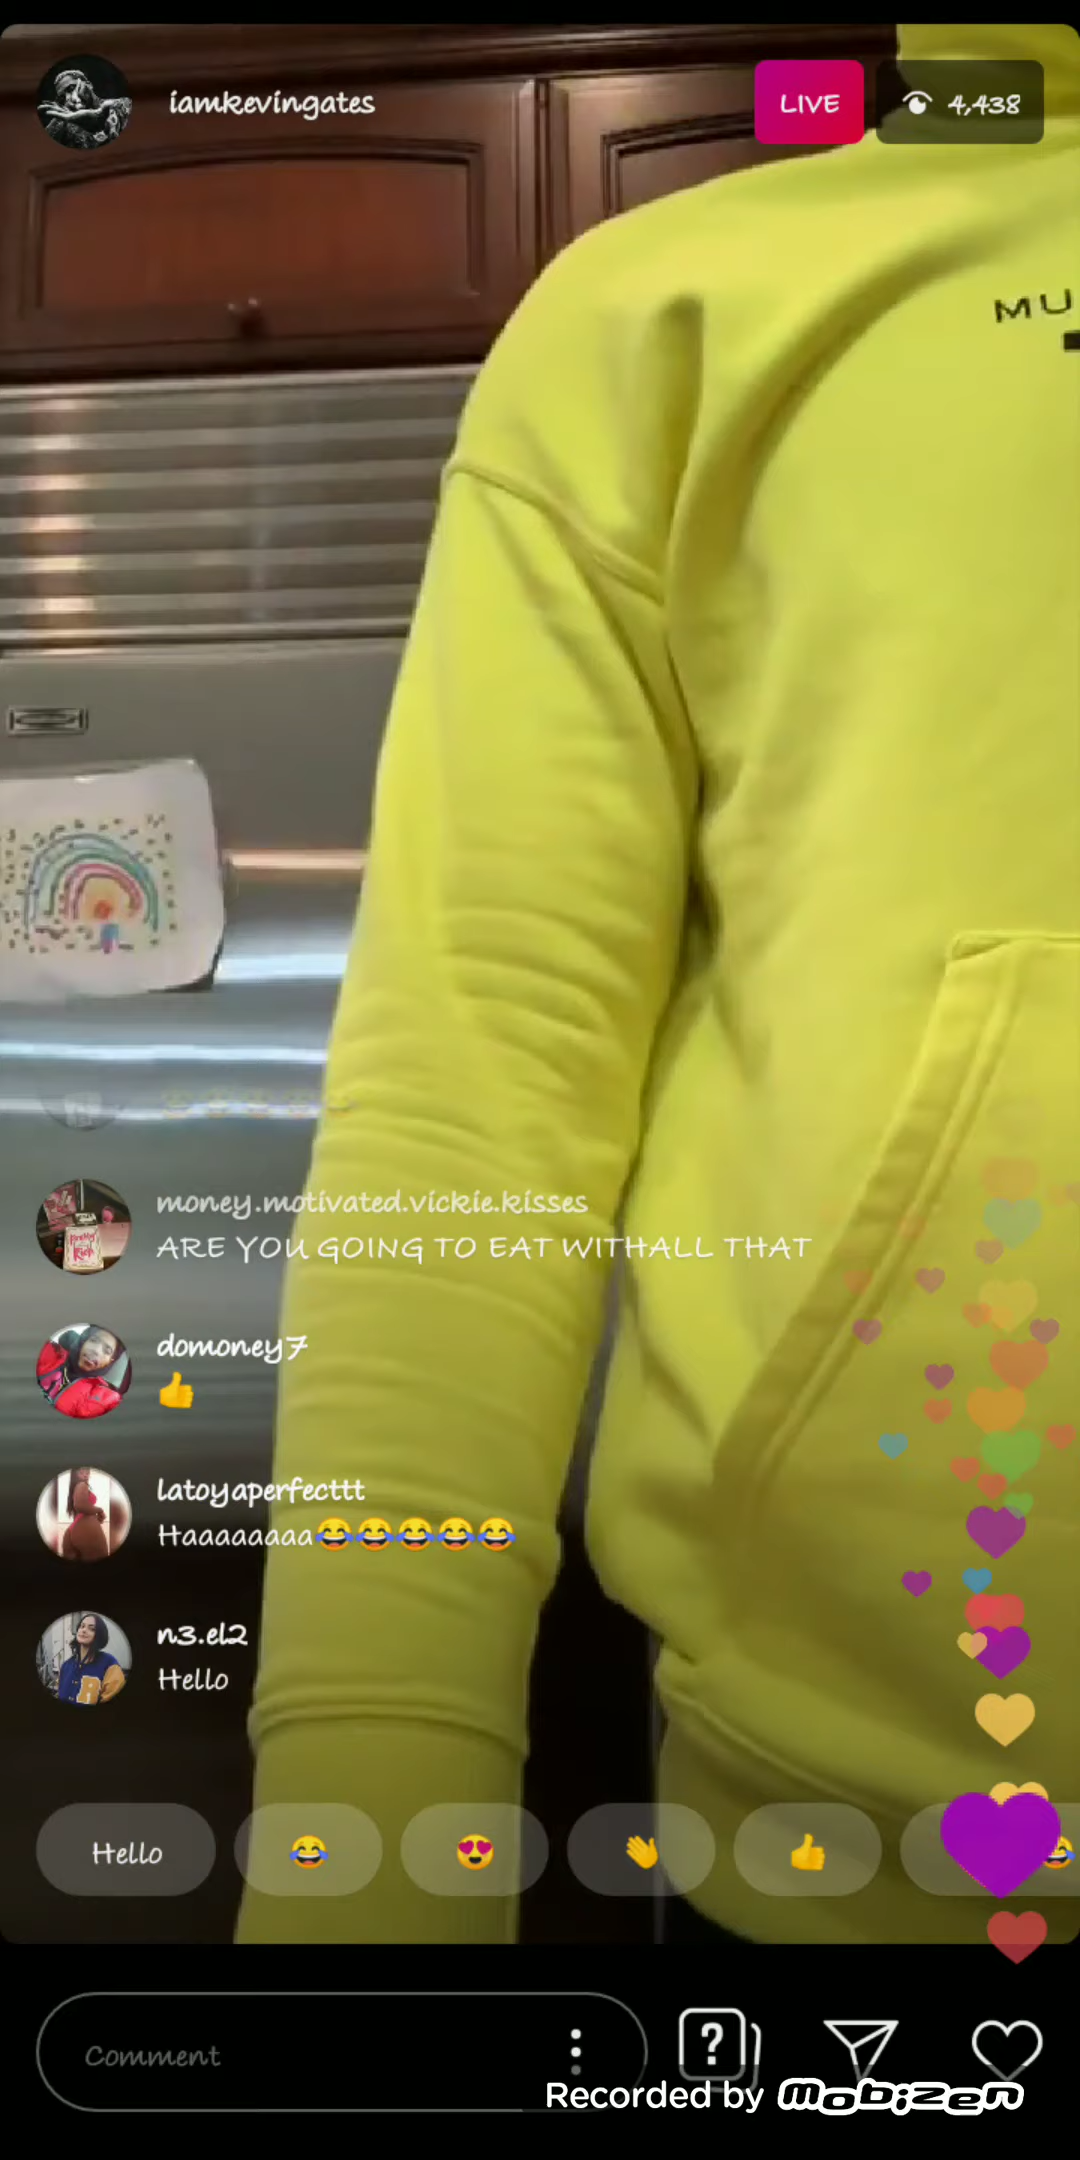 iamkevingates
LIVE
4,438
MU
money.motivated.vickie.kisses
ARE YOU GOING TO EAT WITHALL THAT
domoney7
👍
latoyaperfecttt
Haaaaaaaa😂😂😂😂😂
n3.el2
Hello
Hello 😂 😍 👋 👍
Comment
Recorded by mobizen